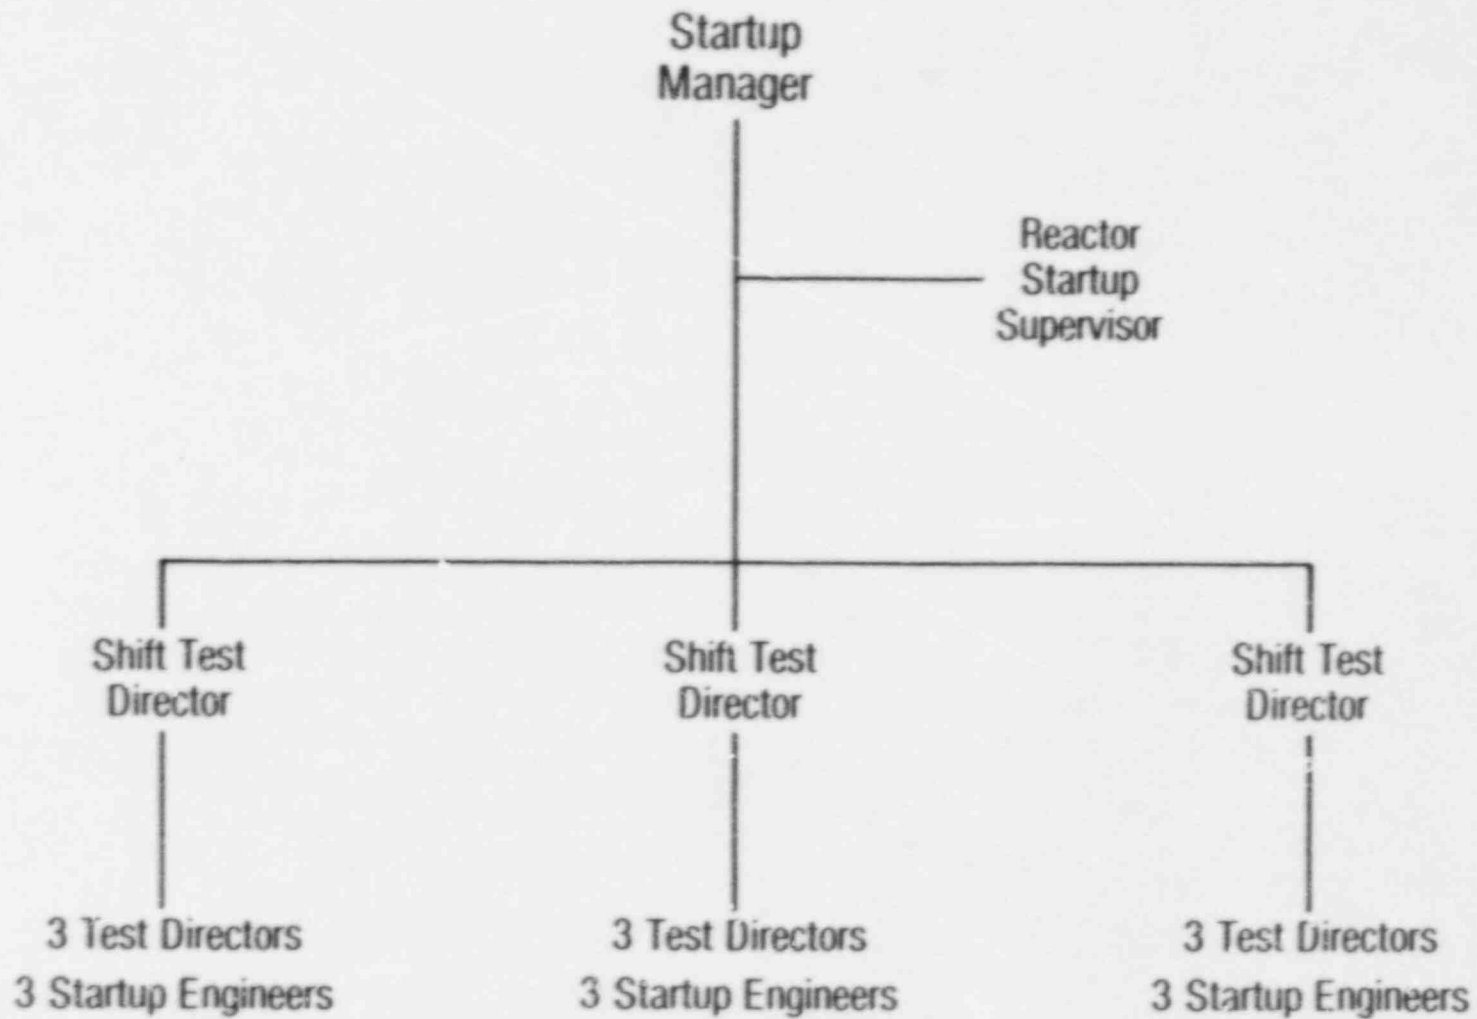 Startup
Manager
Reactor
Startup
Supervisor
Shift Test
Director
Shift Test
Director
Shift Test
Director
3 Test Directors
3 Startup Engineers
3 Test Directors
3 Startup Engineers
3 Test Directors
3 Startup Engineers